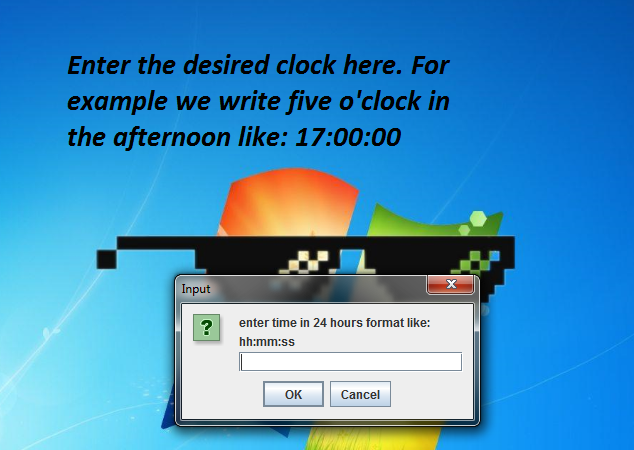 Enter the desired clock here. For
example we write five o'clock in
the afternoon like: 17:00:00
Input
enter time in 24 hours format like:
hh:mm:ss
OK Cancel